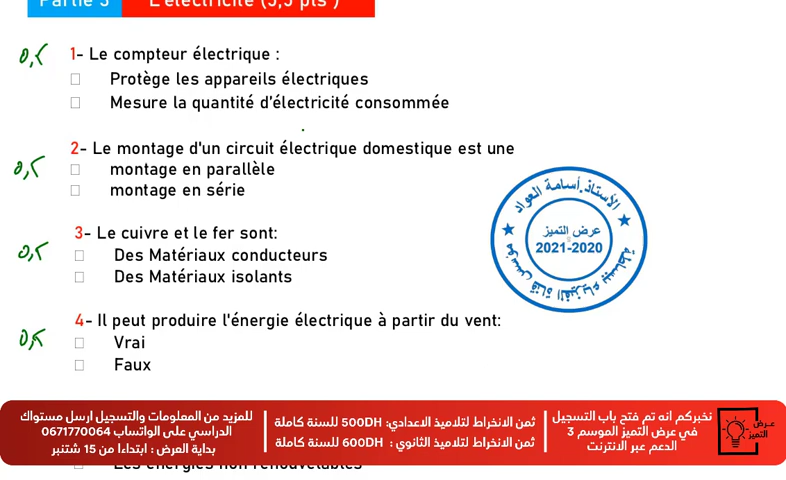 Partie 3 L'électricité (5,5 pts )
0,5 1- Le compteur électrique :
Protège les appareils électriques
Mesure la quantité d'électricité consommée
0,5 2- Le montage d'un circuit électrique domestique est une
montage en parallèle
montage en série
0,5 3- Le cuivre et le fer sont:
Des Matériaux conducteurs
Des Matériaux isolants
0,5 4- Il peut produire l'énergie électrique à partir du vent:
Vrai
Faux
الأستاذ.أسامة العواد
عرض التميز
2021-2020
مؤسس قناة الفيزياء ببساطة
نخبركم انه تم فتح باب التسجيل
في عرض التميز الموسم 3
الدعم عبر الانترنت
ثمن الانخراط لتلاميذ الاعدادي: 500DH للسنة كاملة
ثمن الانخراط لتلاميذ الثانوي : 600DH للسنة كاملة
للمزيد من المعلومات والتسجيل ارسل مستواك
الدراسي على الواتساب 0671770064
بداية العرض : ابتداءا من 15 شتنبر
عرض
التميز
Les énergies non renouvelables